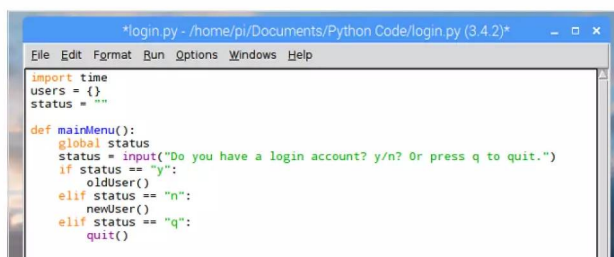 *login.py - /home/pi/Documents/Python Code/login.py (3.4.2)*
File Edit Format Run Options Windows Help
import time
users = {}
status = ""
def mainMenu():
    global status
    status = input("Do you have a login account? y/n? Or press q to quit.")
    if status == "y":
        oldUser()
    elif status == "n":
        newUser()
    elif status == "q":
        quit()